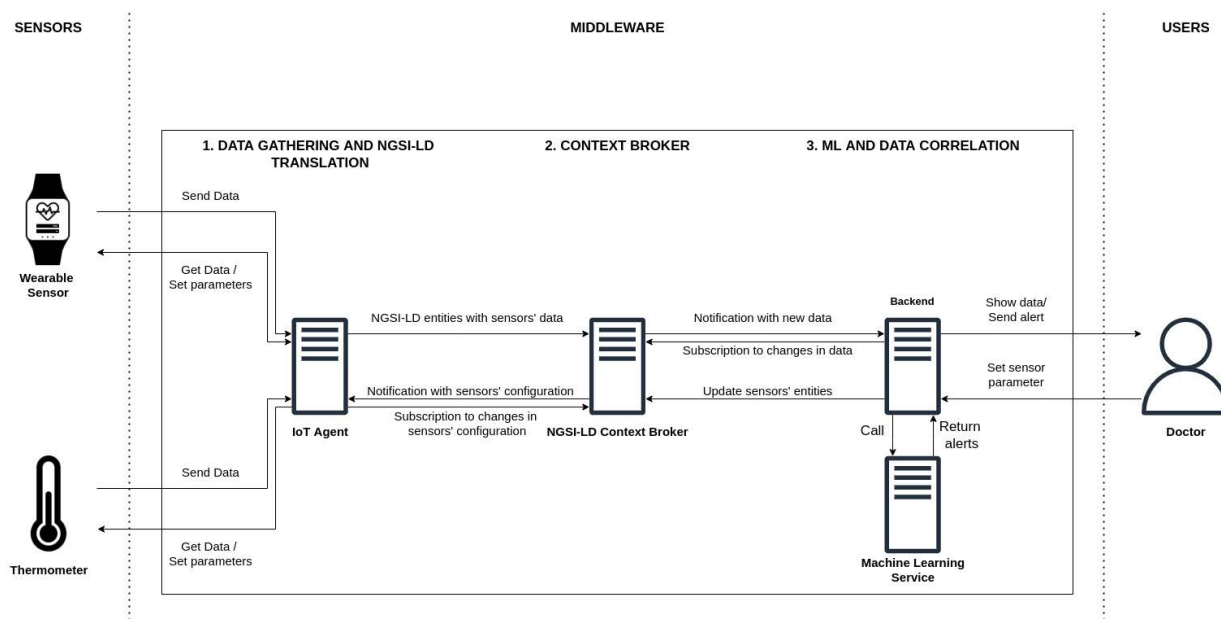 SENSORS
MIDDLEWARE
USERS
1. DATA GATHERING AND NGSI-LD
TRANSLATION
2. CONTEXT BROKER
3. ML AND DATA CORRELATION
Send Data
Wearable
Sensor
Get Data /
Set parameters
Backend
Show data/
Send alert
NGSI-LD entities with sensors' data
Notification with new data
Subscription to changes in data
Set sensor
parameter
Notification with sensors' configuration
Update sensors' entities
Subscription to changes in
sensors' configuration
IoT Agent
NGSI-LD Context Broker
Call
Return
alerts
Doctor
Send Data
Get Data /
Set parameters
Thermometer
Machine Learning
Service